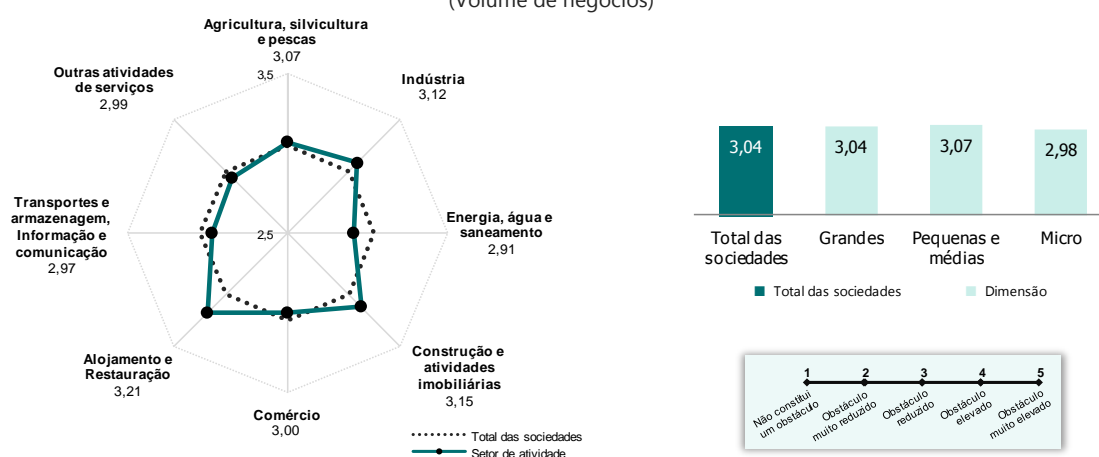 (Volume de negócios)
Agricultura, silvicultura
e pescas
3,07
3,5
Outras atividades
de serviços
2,99
Indústria
3,12
Transportes e
armazenagem,
Informação e
comunicação
2,97
2,5
Energia, água e
saneamento
2,91
Alojamento e
Restauração
3,21
Construção e
atividades
imobiliárias
3,15
Comércio
3,00
Total das sociedades
Setor de atividade
3,04
3,04
3,07
2,98
Total das
sociedades
Grandes
Pequenas e
médias
Micro
Total das sociedades
Dimensão
1
2
3
4
5
Não constitui
um obstáculo
Obstáculo
muito reduzido
Obstáculo
reduzido
Obstáculo
elevado
Obstáculo
muito elevado